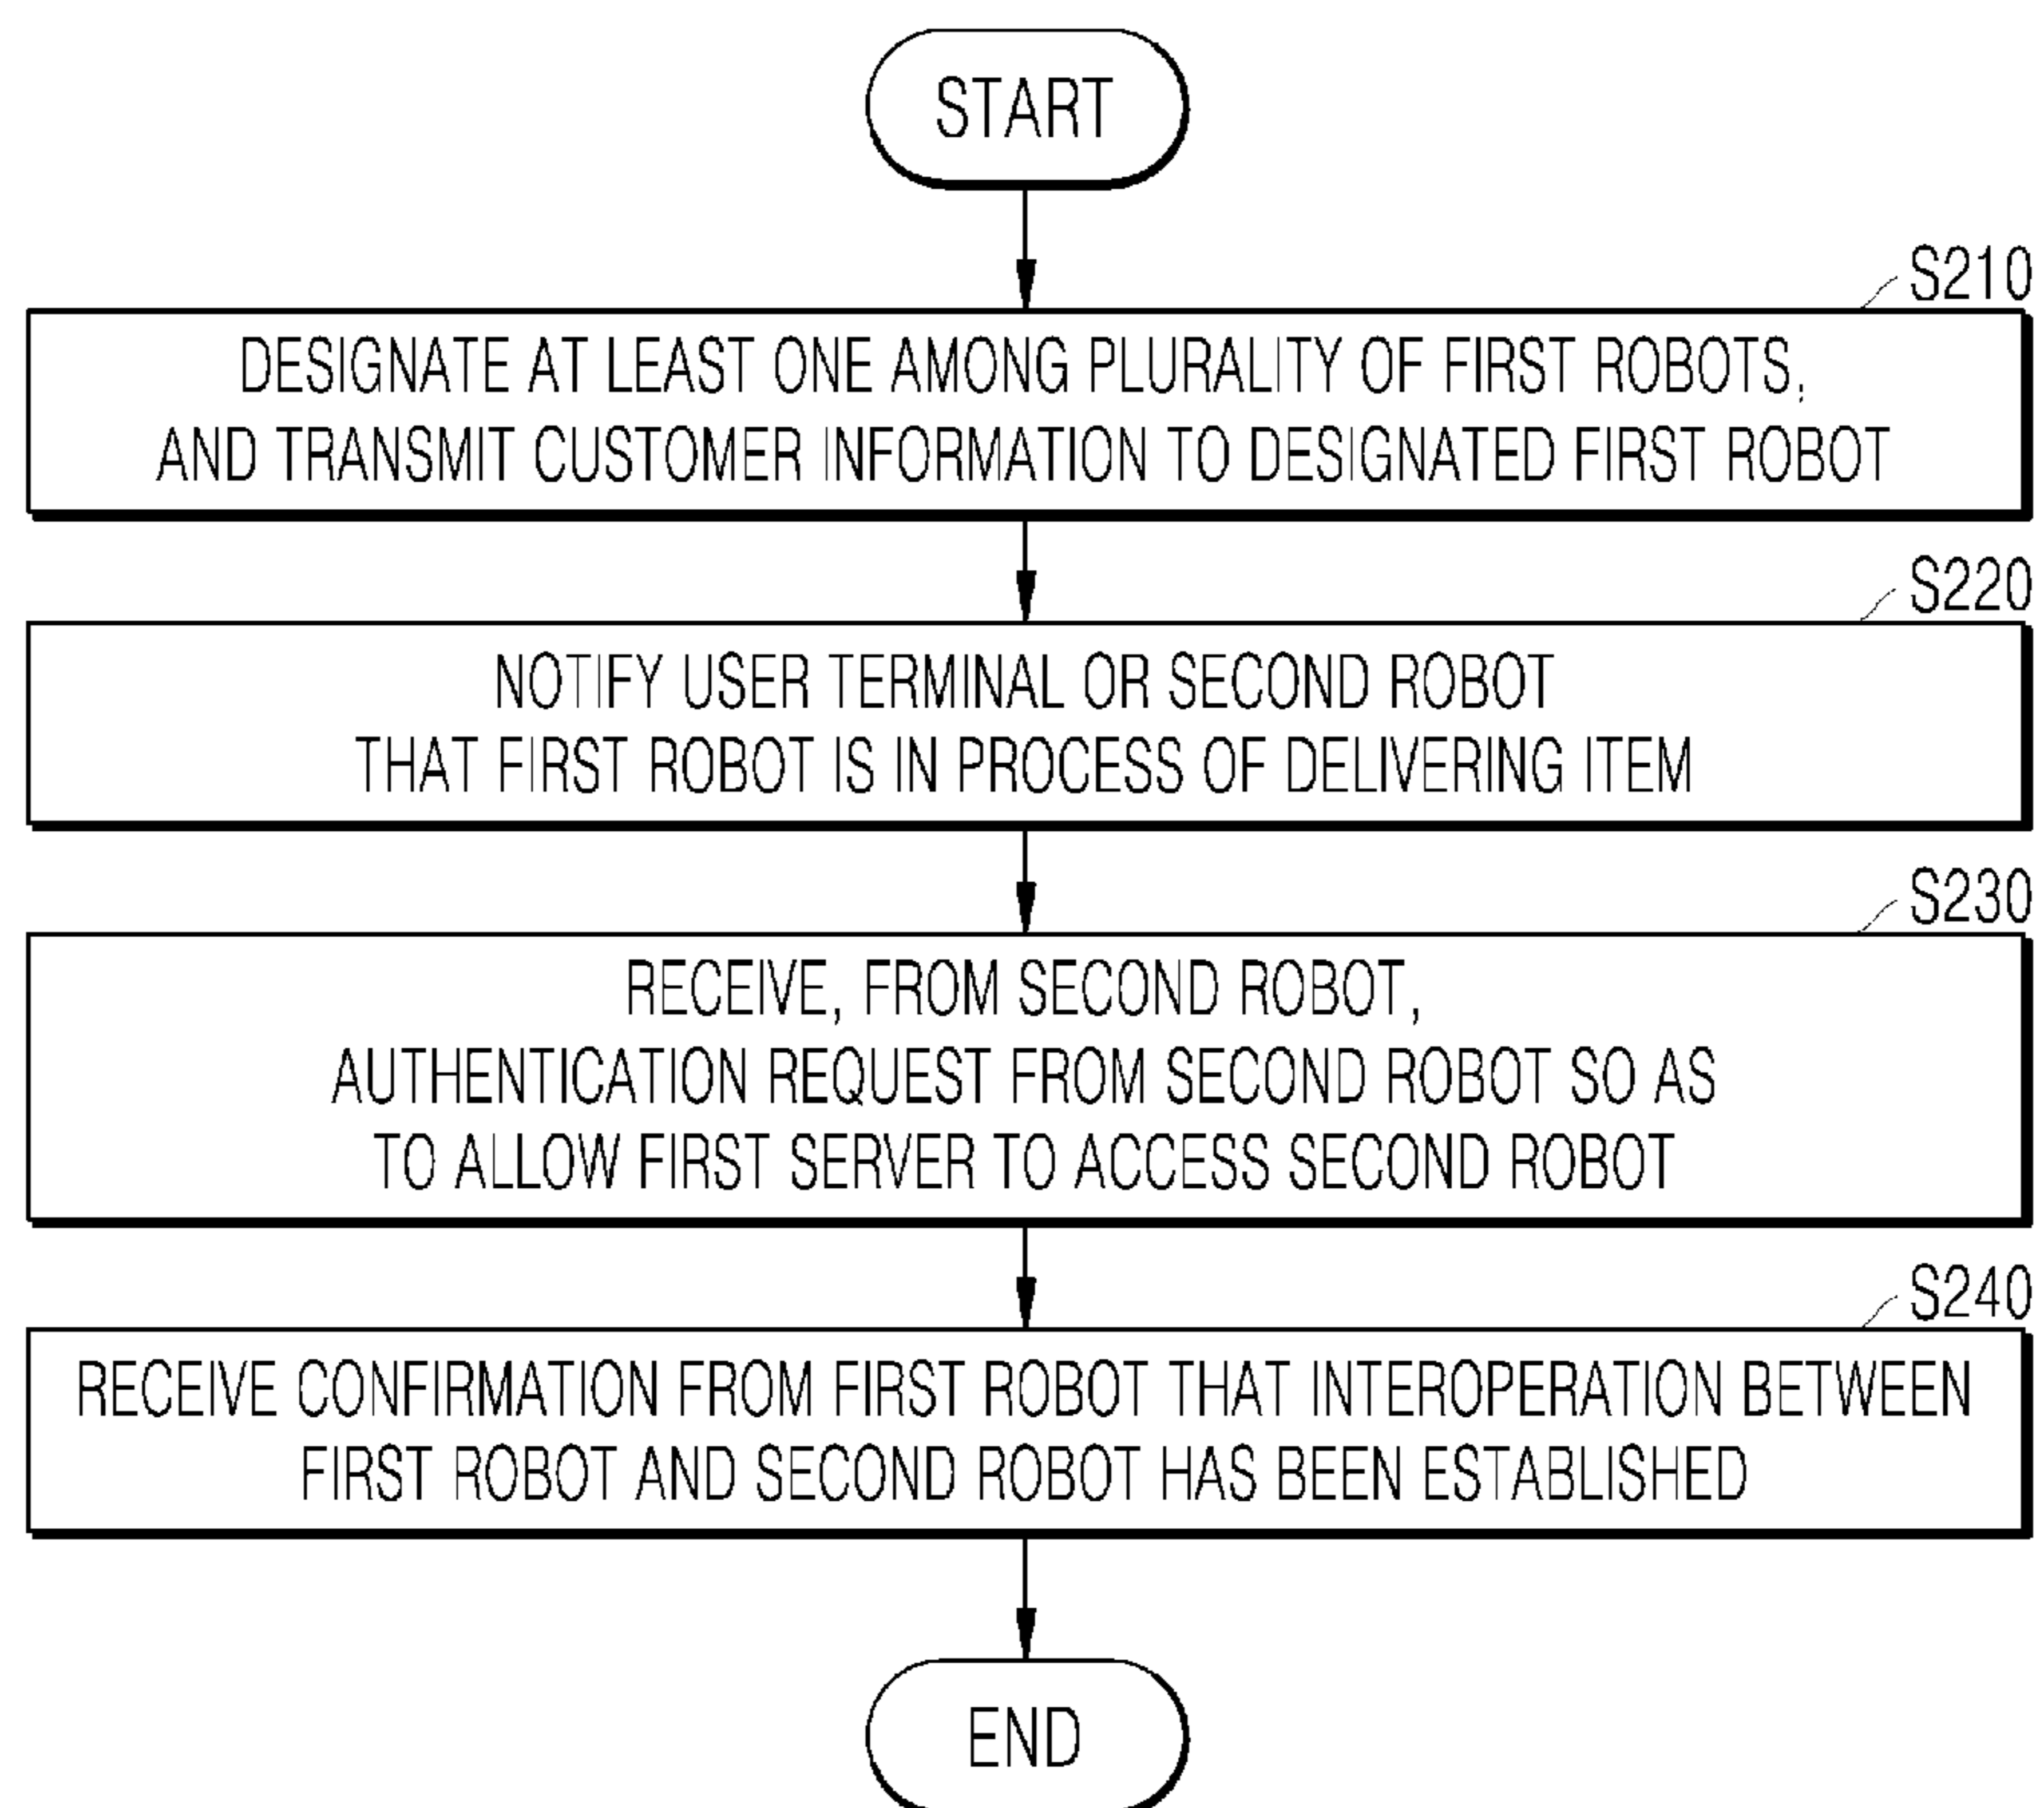 START
S210
DESIGNATE AT LEAST ONE AMONG PLURALITY OF FIRST ROBOTS,
AND TRANSMIT CUSTOMER INFORMATION TO DESIGNATED FIRST ROBOT
S220
NOTIFY USER TERMINAL OR SECOND ROBOT
THAT FIRST ROBOT IS IN PROCESS OF DELIVERING ITEM
S230
RECEIVE, FROM SECOND ROBOT,
AUTHENTICATION REQUEST FROM SECOND ROBOT SO AS
TO ALLOW FIRST SERVER TO ACCESS SECOND ROBOT
S240
RECEIVE CONFIRMATION FROM FIRST ROBOT THAT INTEROPERATION BETWEEN
FIRST ROBOT AND SECOND ROBOT HAS BEEN ESTABLISHED
END